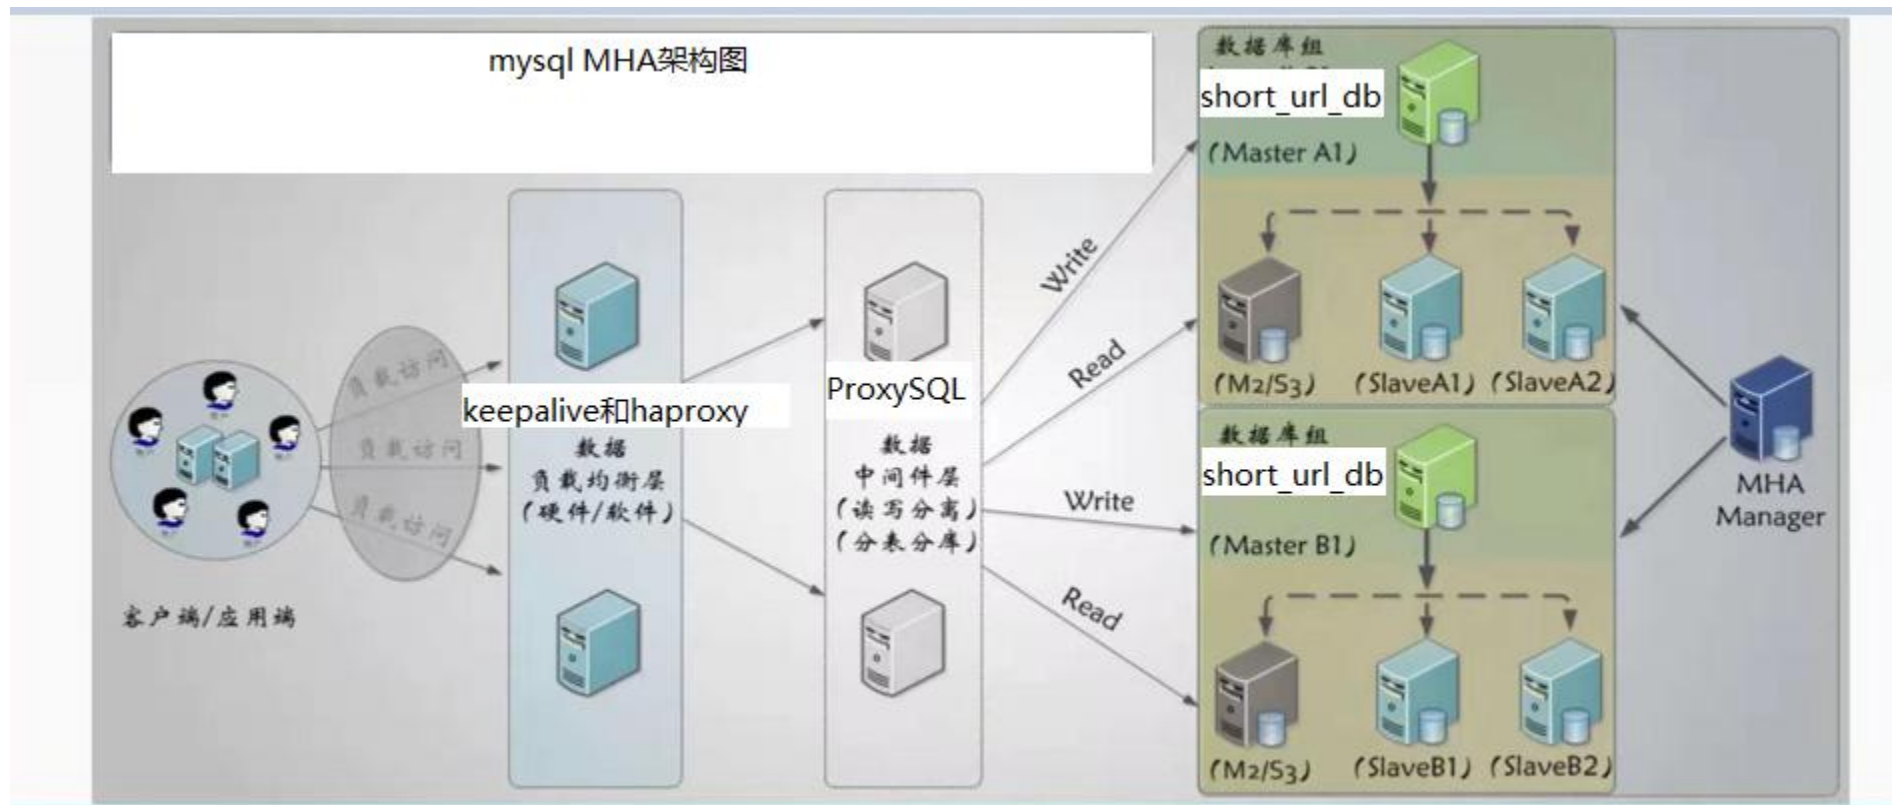 mysql MHA架构图
负载访问
负载访问
负载访问
客户端/应用端
keepalive和haproxy
数据
负载均衡层
(硬件/软件)
ProxySQL
数据
中间件层
(读写分离)
(分表分库)
Write
Read
Write
Read
数据库组
short_url_db
(Master A1)
(M2/S3)
(SlaveA1)
(SlaveA2)
数据库组
short_url_db
(Master B1)
(M2/S3)
(SlaveB1)
(SlaveB2)
MHA
Manager